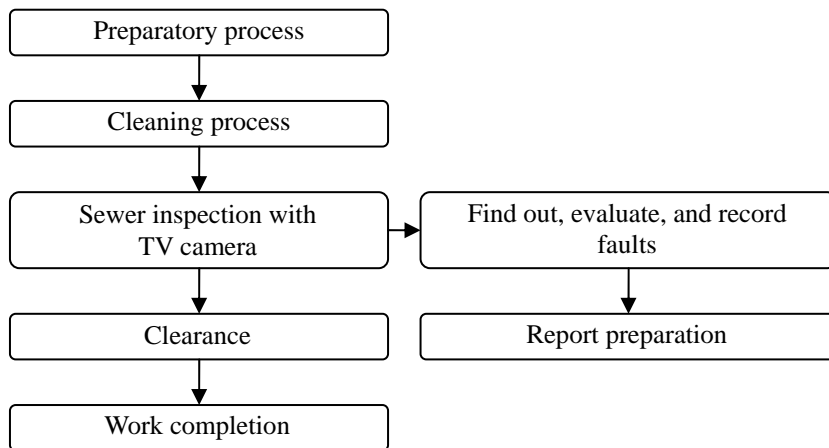 Preparatory process
Cleaning process
Sewer inspection with
TV camera
Find out, evaluate, and record
faults
Clearance
Report preparation
Work completion